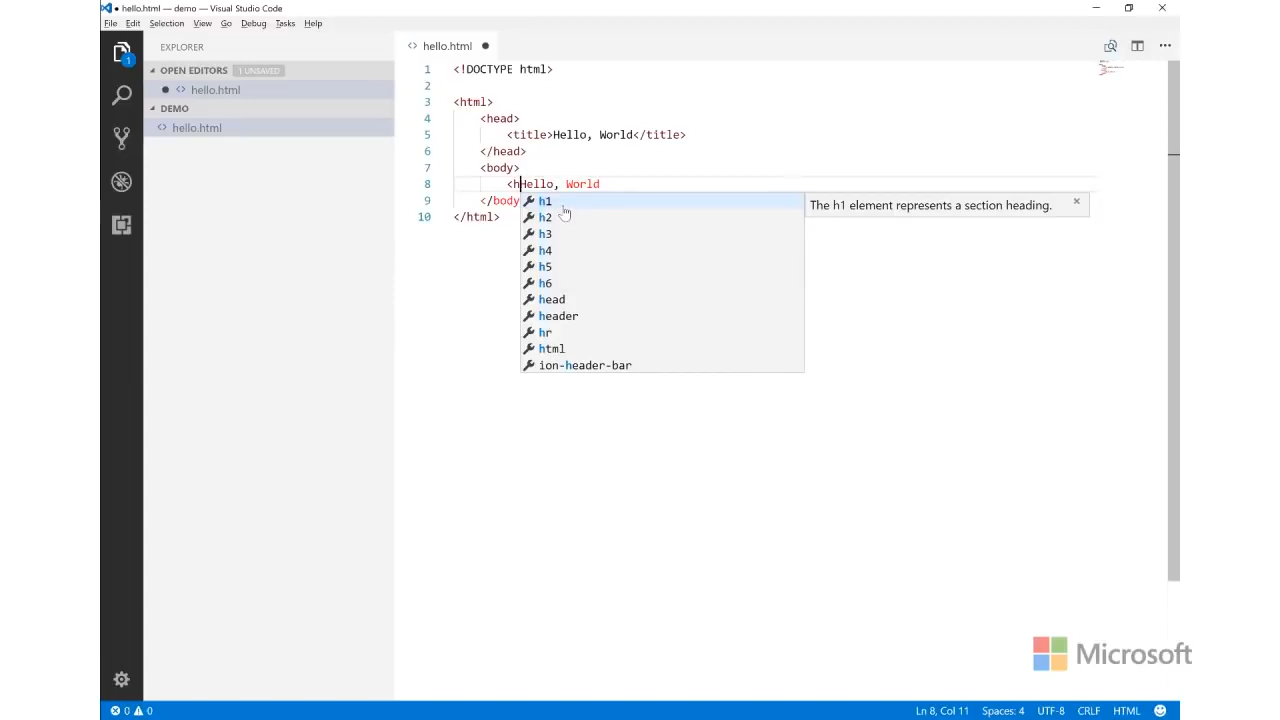 ● hello.html — demo — Visual Studio Code
File Edit Selection View Go Debug Tasks Help
EXPLORER
OPEN EDITORS 1 UNSAVED
hello.html
DEMO
hello.html
1
hello.html
1 <!DOCTYPE html>
2
3 <html>
4 <head>
5 <title>Hello, World</title>
6 </head>
7 <body>
8 <hHello, World
9 </body
10 </html>
h1
h2
h3
h4
h5
h6
head
header
hr
html
ion-header-bar
The h1 element represents a section heading.
Microsoft
0 0
Ln 8, Col 11 Spaces: 4 UTF-8 CRLF HTML